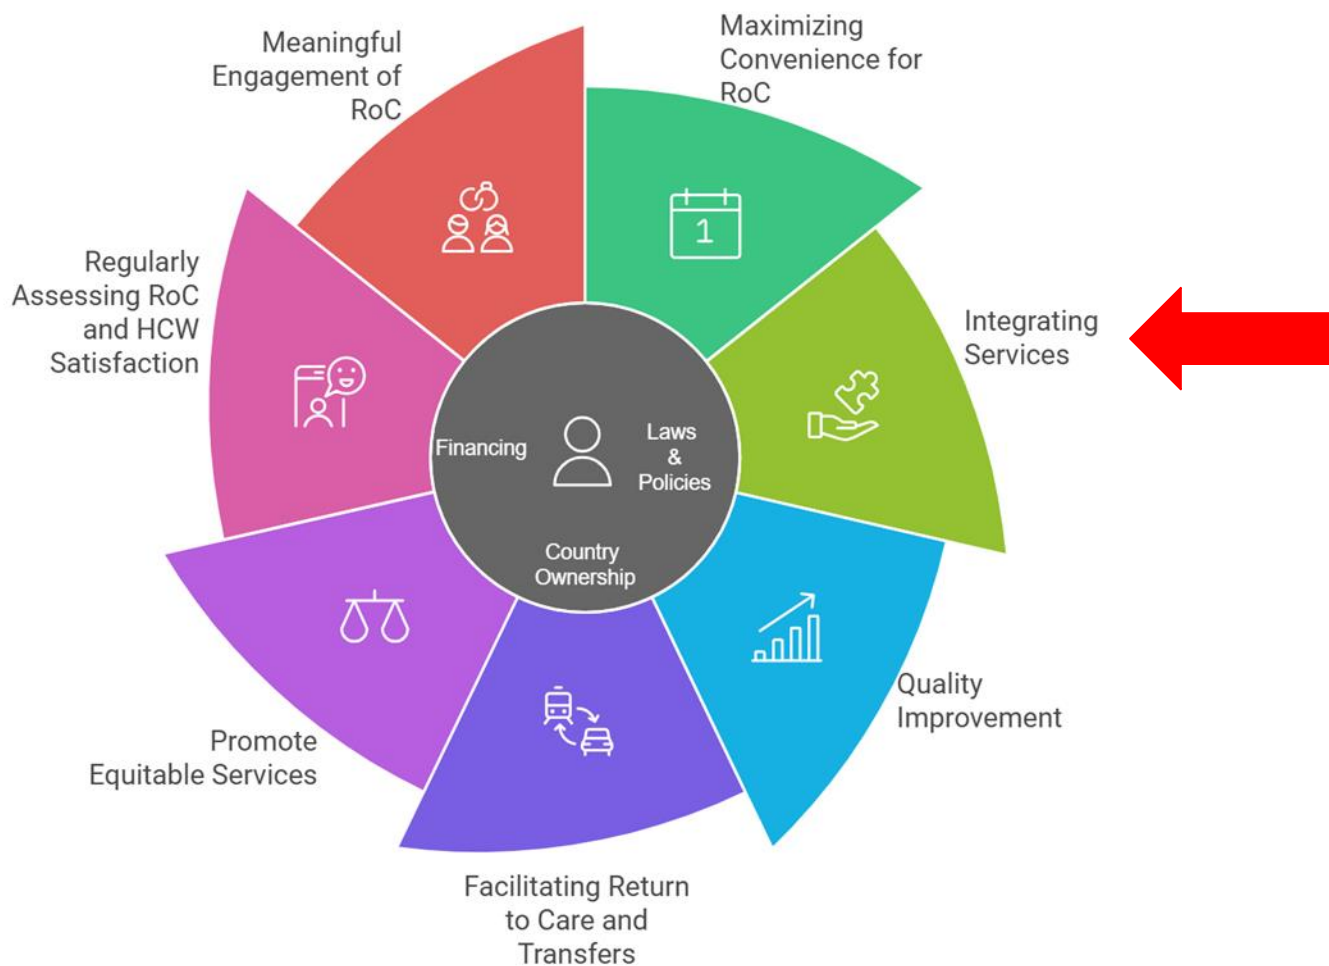 Meaningful
Engagement of
RoC
Maximizing
Convenience for
RoC
1
Integrating
Services
Regularly
Assessing RoC
and HCW
Satisfaction
Financing
Laws
&
Policies
Country
Ownership
Quality
Improvement
Promote
Equitable Services
Facilitating Return
to Care and
Transfers